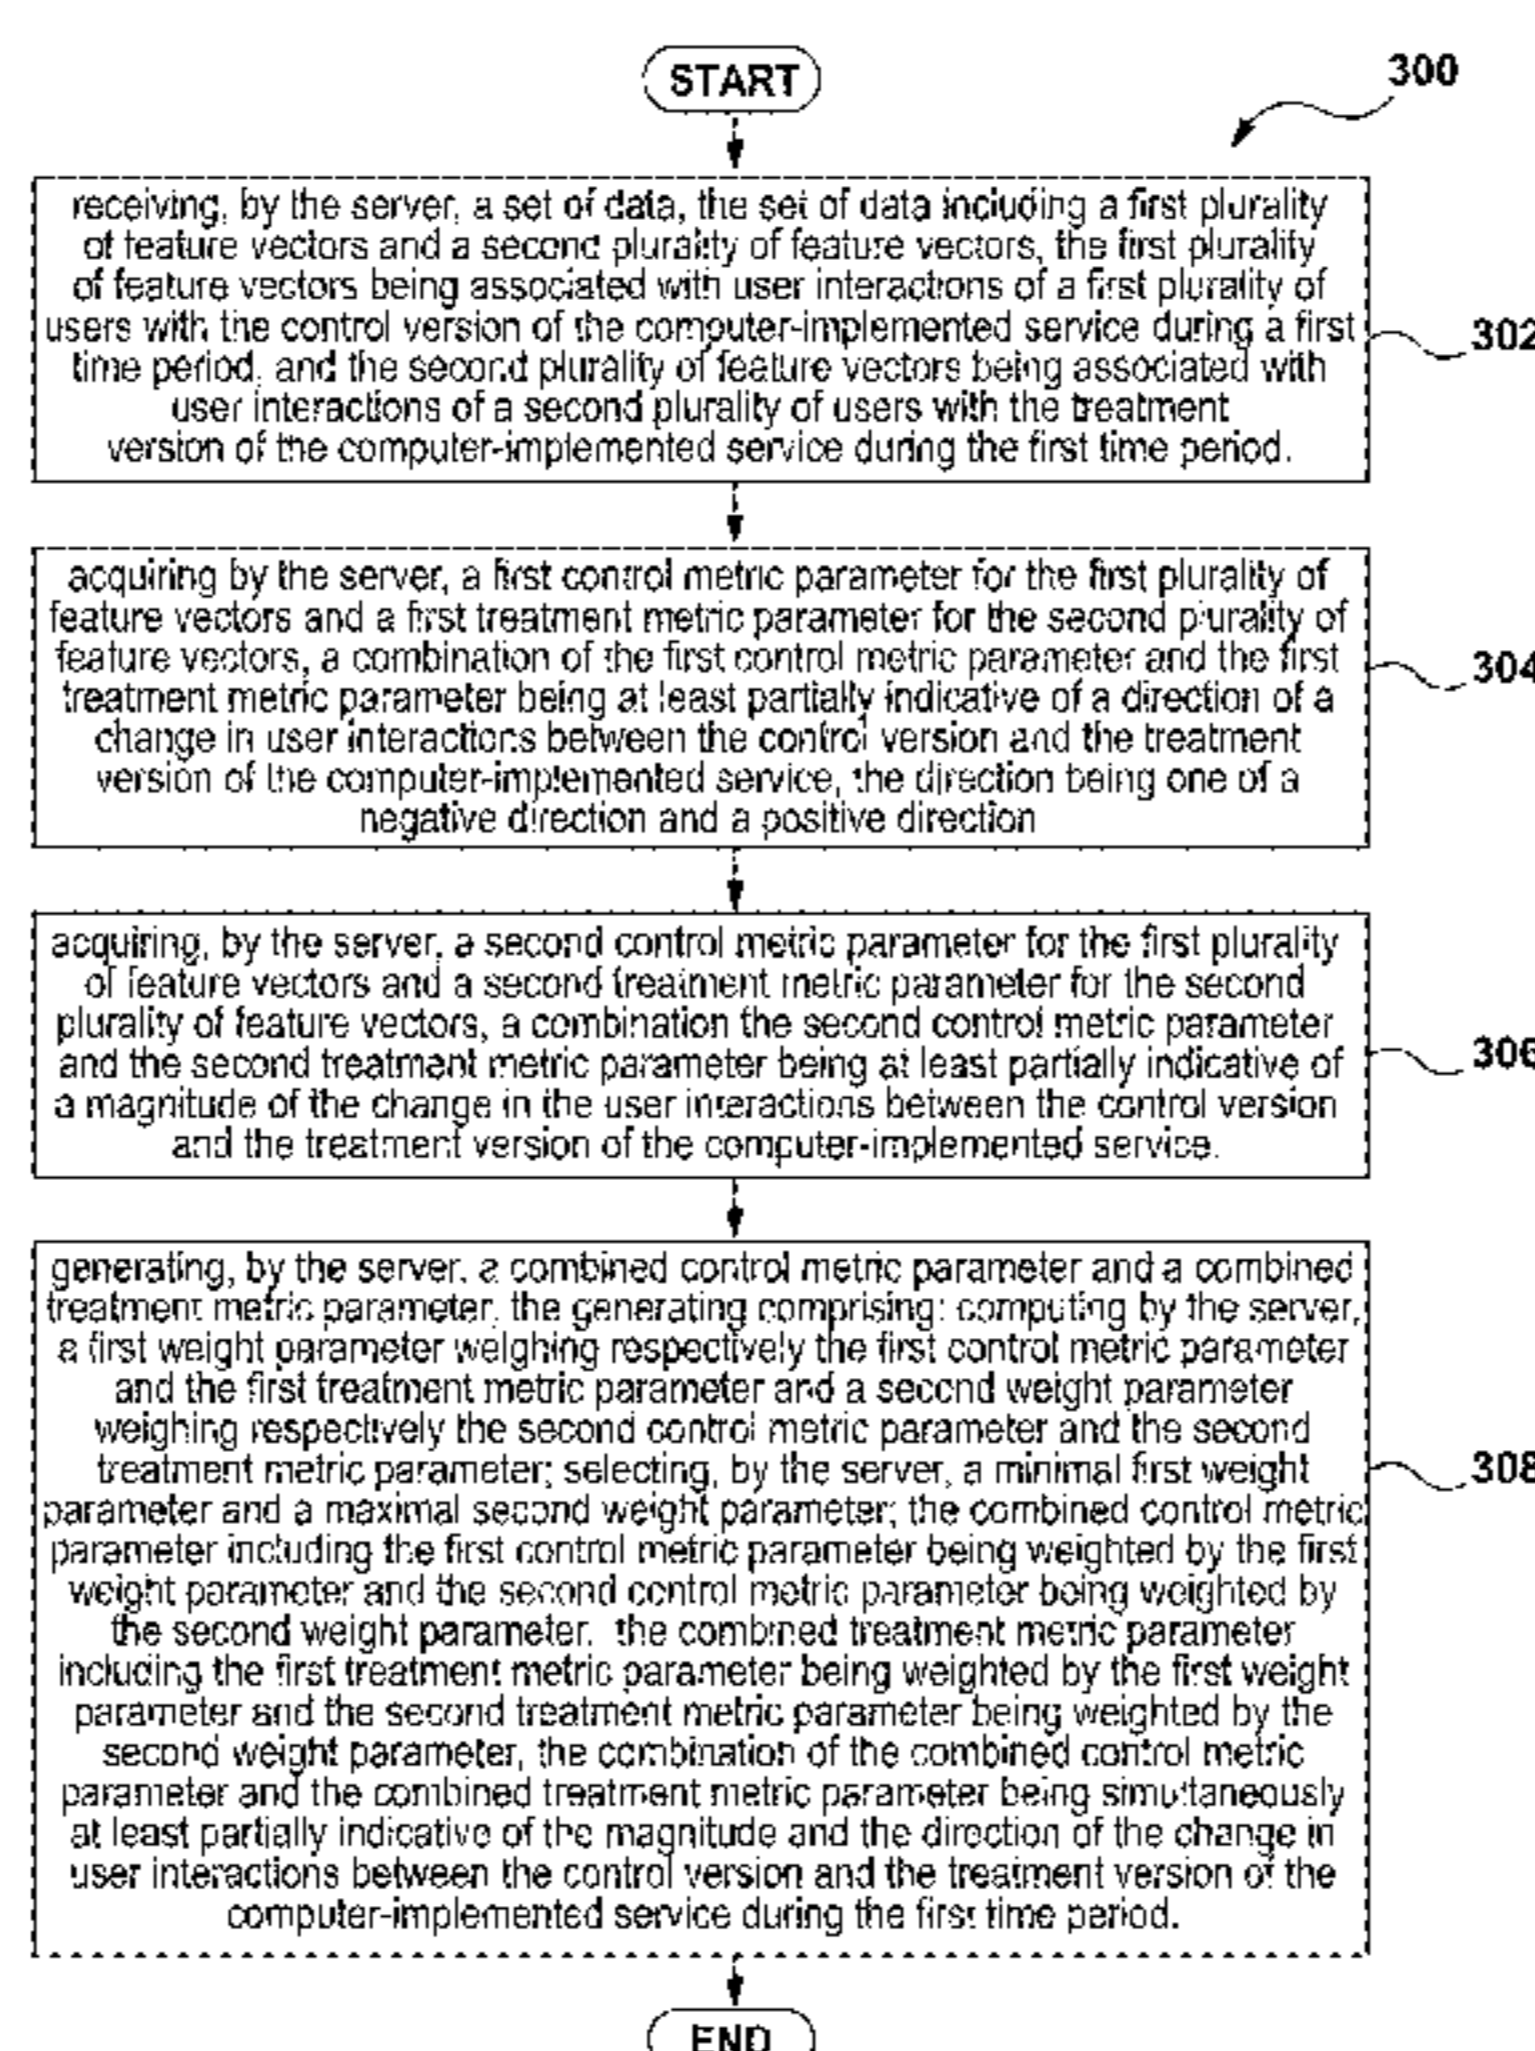 START
300
receiving, by the server, a set of data, the set of data including a first plurality
of feature vectors and a second plurality of feature vectors, the first plurality
of feature vectors being associated with user interactions of a first plurality of
users with the control version of the computer-implemented service during a first
time period, and the second plurality of feature vectors being associated with
user interactions of a second plurality of users with the treatment
version of the computer-implemented service during the first time period.
302
acquiring by the server, a first control metric parameter for the first plurality of
feature vectors and a first treatment metric parameter for the second plurality of
feature vectors, a combination of the first control metric parameter and the first
treatment metric parameter being at least partially indicative of a direction of a
change in user interactions between the control version and the treatment
version of the computer-implemented service, the direction being one of a
negative direction and a positive direction
304
acquiring, by the server, a second control metric parameter for the first plurality
of feature vectors and a second treatment metric parameter for the second
plurality of feature vectors, a combination the second control metric parameter
and the second treatment metric parameter being at least partially indicative of
a magnitude of the change in the user interactions between the control version
and the treatment version of the computer-implemented service.
306
generating, by the server, a combined control metric parameter and a combined
treatment metric parameter, the generating comprising: computing by the server,
a first weight parameter weighing respectively the first control metric parameter
and the first treatment metric parameter and a second weight parameter
weighing respectively the second control metric parameter and the second
treatment metric parameter; selecting, by the server, a minimal first weight
parameter and a maximal second weight parameter; the combined control metric
parameter including the first control metric parameter being weighted by the first
weight parameter and the second control metric parameter being weighted by
the second weight parameter, the combined treatment metric parameter
including the first treatment metric parameter being weighted by the first weight
parameter and the second treatment metric parameter being weighted by the
second weight parameter, the combination of the combined control metric
parameter and the combined treatment metric parameter being simultaneously
at least partially indicative of the magnitude and the direction of the change in
user interactions between the control version and the treatment version of the
computer-implemented service during the first time period.
308
END